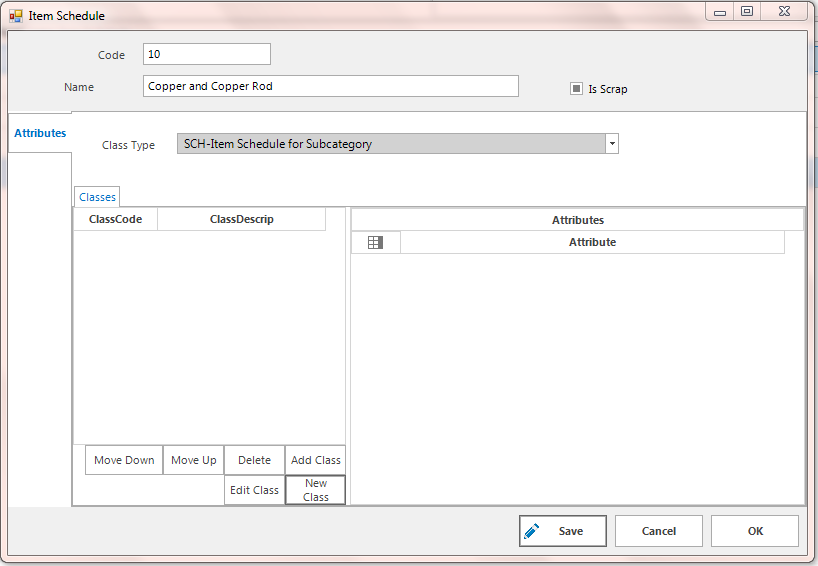 Item Schedule
Code 10
Name Copper and Copper Rod Is Scrap
Attributes
Class Type SCH-Item Schedule for Subcategory
Classes
ClassCode ClassDescrip Attributes
Attribute
Move Down Move Up Delete Add Class
Edit Class New
Class
Save Cancel OK